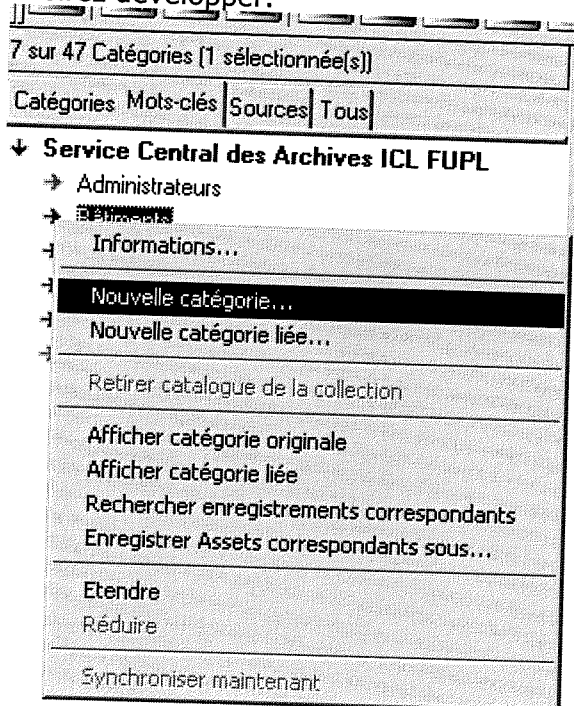 développer.
7 sur 47 Catégories (1 sélectionnée(s))
Catégories Mots-clés Sources Tous
Service Central des Archives ICL FUPL
Administrateurs
Bâtiments
Informations...
Nouvelle catégorie...
Nouvelle catégorie liée...
Retirer catalogue de la collection
Afficher catégorie originale
Afficher catégorie liée
Rechercher enregistrements correspondants
Enregistrer Assets correspondants sous...
Etendre
Réduire
Synchroniser maintenant